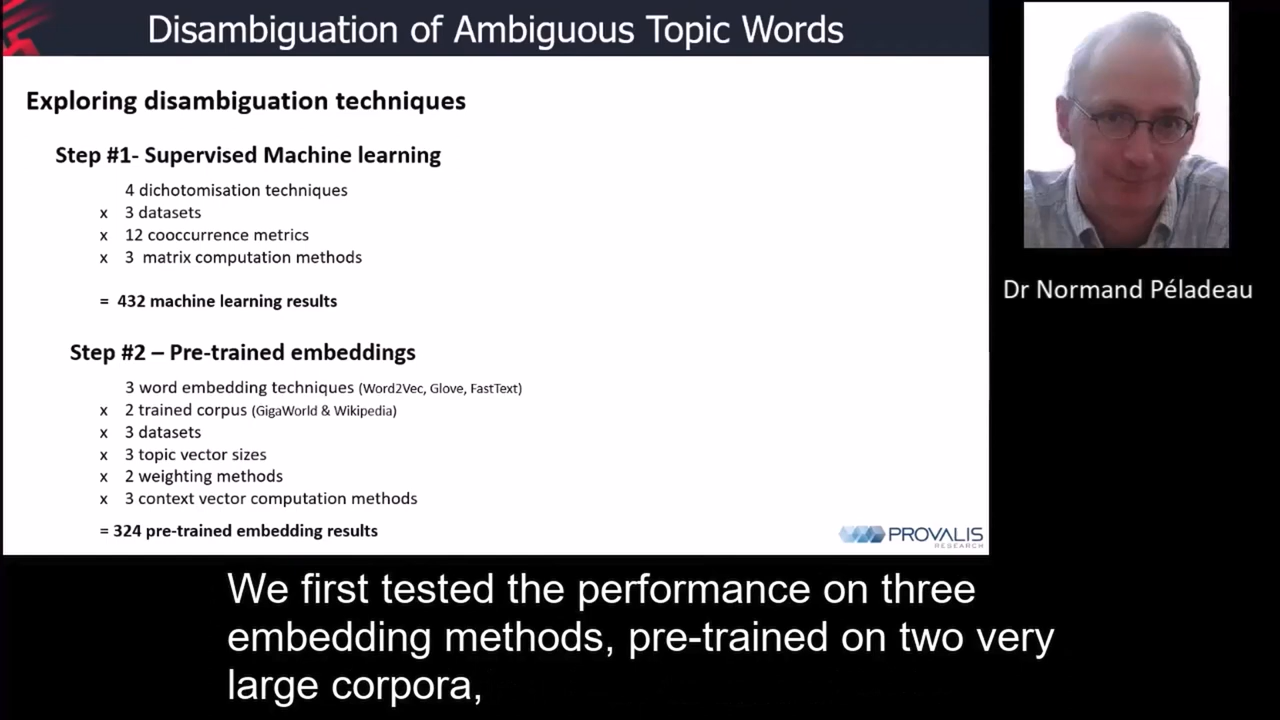 Disambiguation of Ambiguous Topic Words
Exploring disambiguation techniques
Step #1- Supervised Machine learning
4 dichotomisation techniques
x 3 datasets
x 12 cooccurrence metrics
x 3 matrix computation methods
= 432 machine learning results
Step #2 – Pre-trained embeddings
3 word embedding techniques (Word2Vec, Glove, FastText)
x 2 trained corpus (GigaWorld & Wikipedia)
x 3 datasets
x 3 topic vector sizes
x 2 weighting methods
x 3 context vector computation methods
= 324 pre-trained embedding results
PROVALIS
RESEARCH
Dr Normand Péladeau
We first tested the performance on three
embedding methods, pre-trained on two very
large corpora,